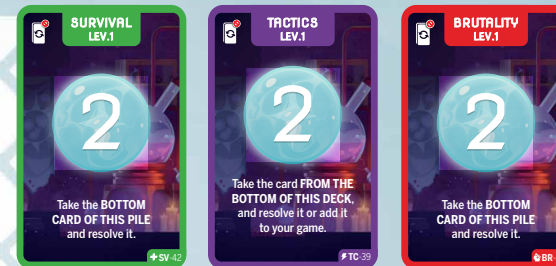 SURVIVAL
LEV.1
2
Take the BOTTOM
CARD OF THIS PILE
and resolve it.
SV-42
TACTICS
LEV.1
2
Take the card FROM THE
BOTTOM OF THIS DECK,
and resolve it or add it
to your game.
TC-39
BRUTALITY
LEV.1
2
Take the BOTTOM
CARD OF THIS PILE
and resolve it.
BR